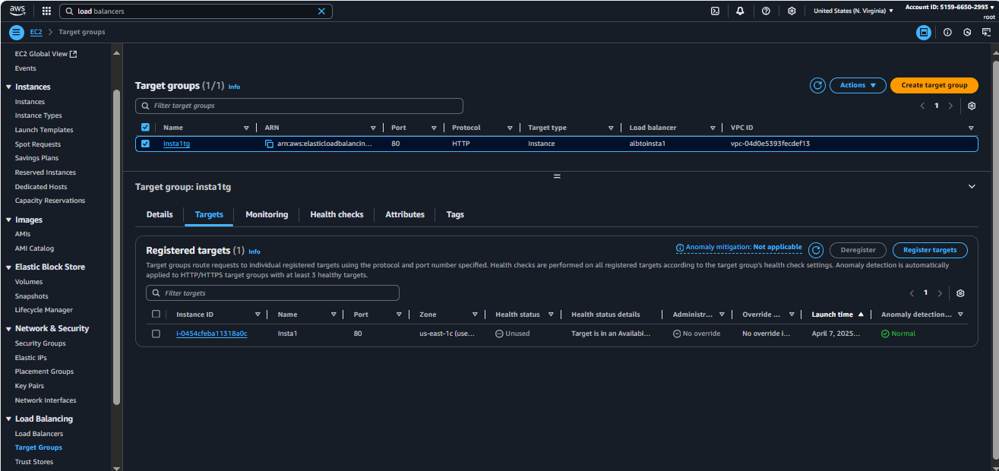 aws
load balancers
United States (N. Virginia)
Account ID: 5159-6650-2993
root
EC2
Target groups
EC2 Global View
Events
Instances
Instances
Instance Types
Launch Templates
Spot Requests
Savings Plans
Reserved Instances
Dedicated Hosts
Capacity Reservations
Images
AMIs
AMI Catalog
Elastic Block Store
Volumes
Snapshots
Lifecycle Manager
Network & Security
Security Groups
Elastic IPs
Placement Groups
Key Pairs
Network Interfaces
Load Balancing
Load Balancers
Target Groups
Trust Stores
Target groups (1/1) Info
Actions
Create target group
Filter target groups
1
Name ARN Port Protocol Target type Load balancer VPC ID
insta1tg arn:aws:elasticloadbalancin... 80 HTTP Instance albtoinsta1 vpc-04d0e5393fecdef13
Target group: insta1tg
Details Targets Monitoring Health checks Attributes Tags
Registered targets (1) Info
Anomaly mitigation: Not applicable
Deregister
Register targets
Target groups route requests to individual registered targets using the protocol and port number specified. Health checks are performed on all registered targets according to the target group's health check settings. Anomaly detection is automatically
applied to HTTP/HTTPS target groups with at least 3 healthy targets.
Filter targets
1
Instance ID Name Port Zone Health status Health status details Administr... Override ... Launch time Anomaly detection...
i-0454cfeba11318a0c Insta1 80 us-east-1c (use... Unused Target is in an Availabi... No override No override i... April 7, 2025... Normal